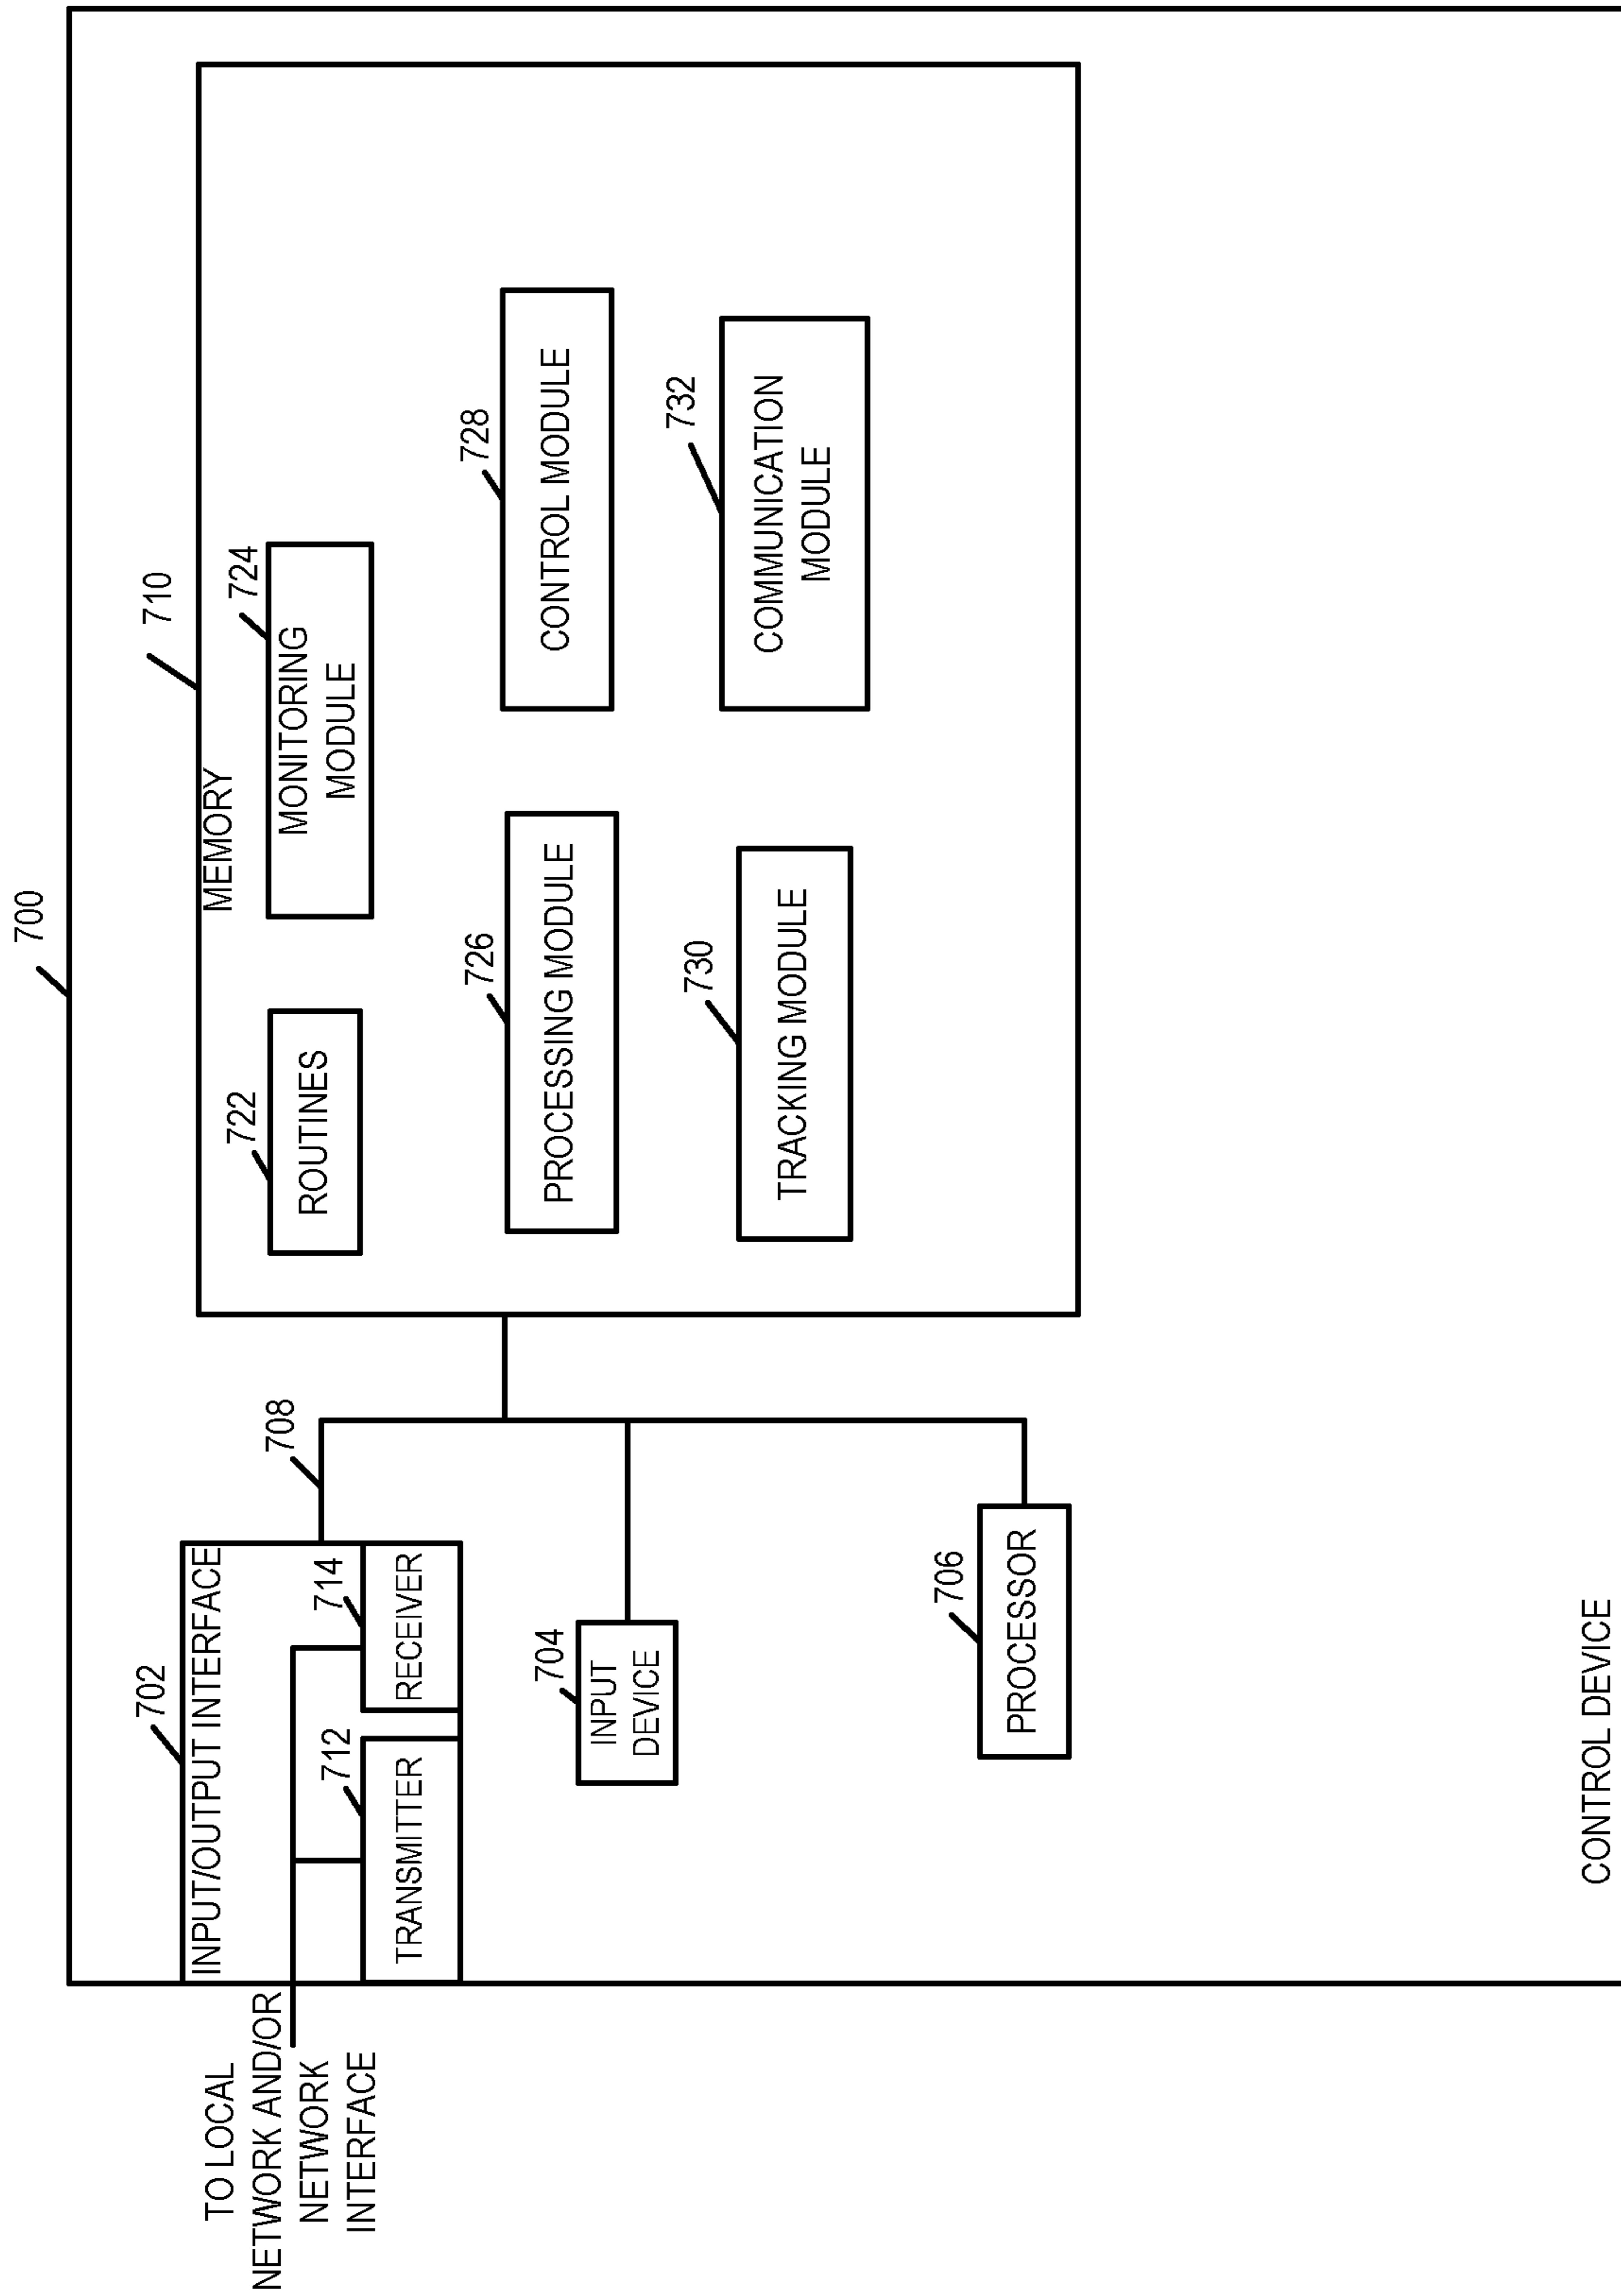 700
710
702
INPUT/OUTPUT INTERFACE
MEMORY
TO LOCAL
NETWORK AND/OR
NETWORK
INTERFACE
712
TRANSMITTER
714
RECEIVER
708
722
ROUTINES
724
MONITORING
MODULE
726
PROCESSING MODULE
728
CONTROL MODULE
704
INPUT
DEVICE
730
TRACKING MODULE
732
COMMUNICATION
MODULE
706
PROCESSOR
CONTROL DEVICE